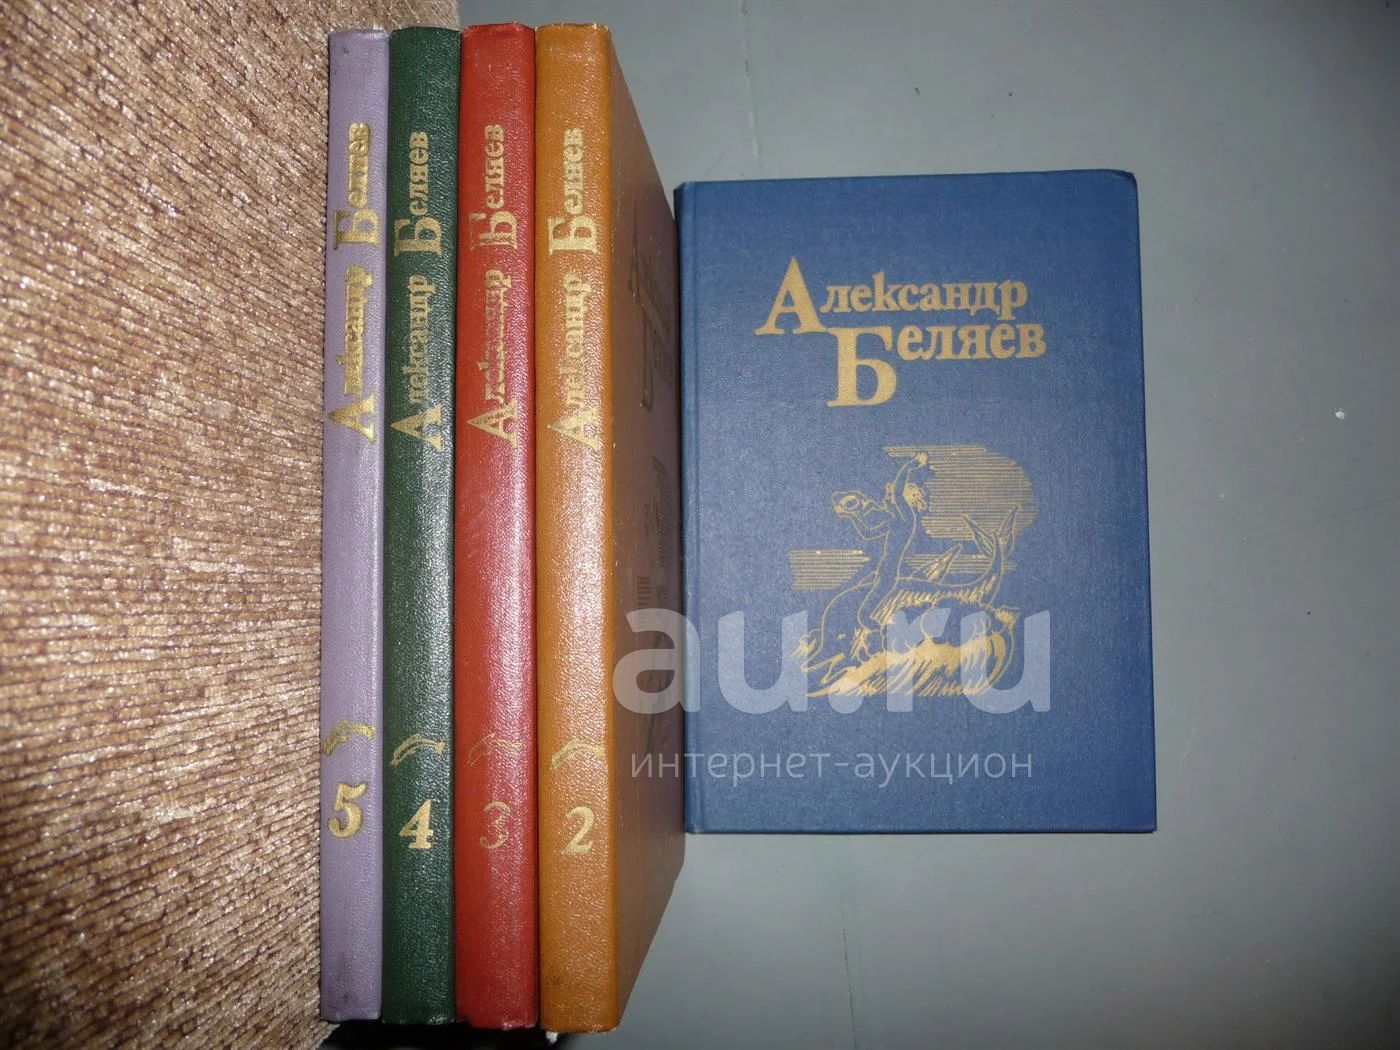 Александр Беляев
5
Александр Беляев
4
Александр Беляев
3
Александр Беляев
2
Александр
Беляев
au.ru
интернет-аукцион